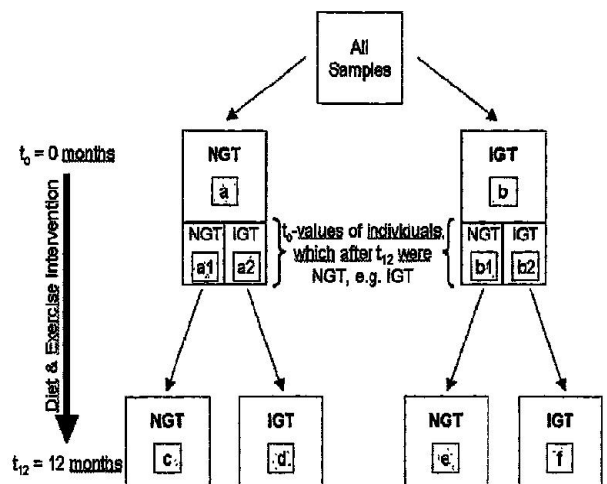 All
Samples
t₀ = 0 months
NGT
a
IGT
b
NGT IGT
a1 a2
t₀-values of individuals,
which after t₁₂ were
NGT, e.g. IGT
NGT IGT
b1 b2
Diet & Exercise Intervention
NGT
c
IGT
d
NGT
e
IGT
f
t₁₂ = 12 months